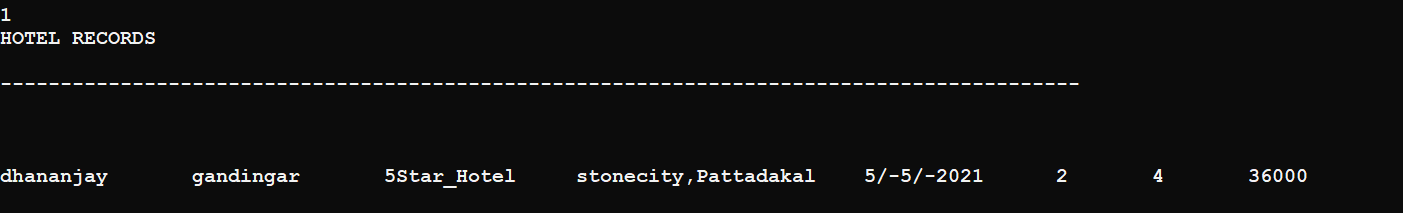 1
HOTEL RECORDS
------------------------------------------------------------------------------------------
dhananjay gandingar 5Star_Hotel stonecity,Pattadakal 5/-5/-2021 2 4 36000